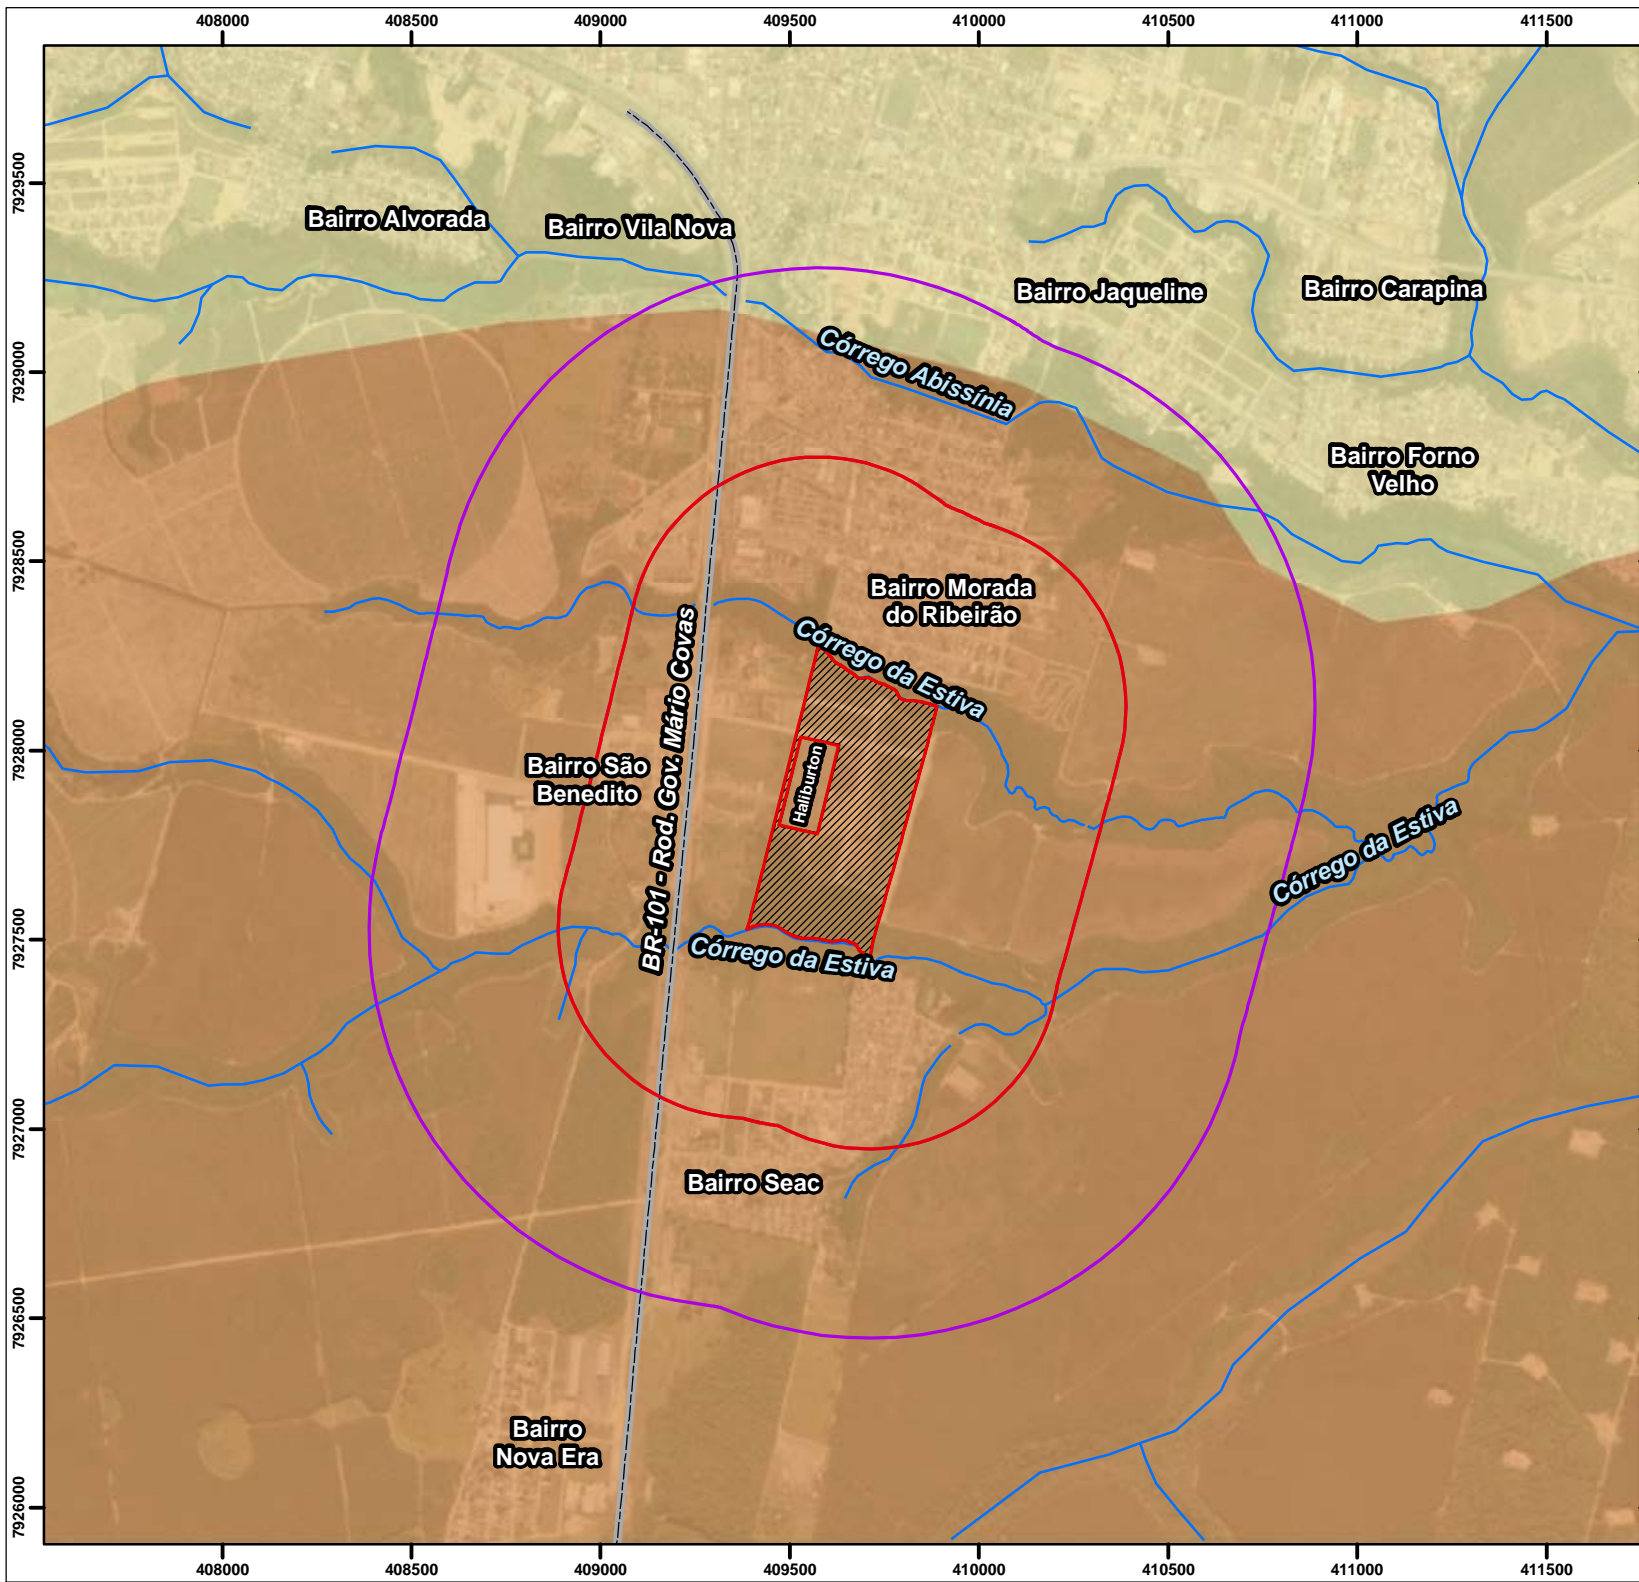 408000 408500 409000 409500 410000 410500 411000 411500
7929500
7929000
7928500
7928000
7927500
7927000
7926500
7926000
Bairro Alvorada
Bairro Vila Nova
Bairro Jaqueline
Bairro Carapina
Córrego Abissínia
Bairro Forno
Velho
Bairro Morada
do Ribeirão
Córrego da Estiva
BR-101 - Rod. Gov. Mário Covas
Bairro São
Benedito
Haliburton
Córrego da Estiva
Córrego da Estiva
Bairro Seac
Bairro
Nova Era
408000 408500 409000 409500 410000 410500 411000 411500